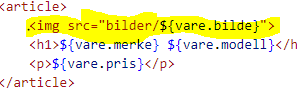 <article>
<img src="bilder/${vare.bilde}">
<h1>${vare.merke} ${vare.modell}</h
<p>${vare.pris}</p>
</article>